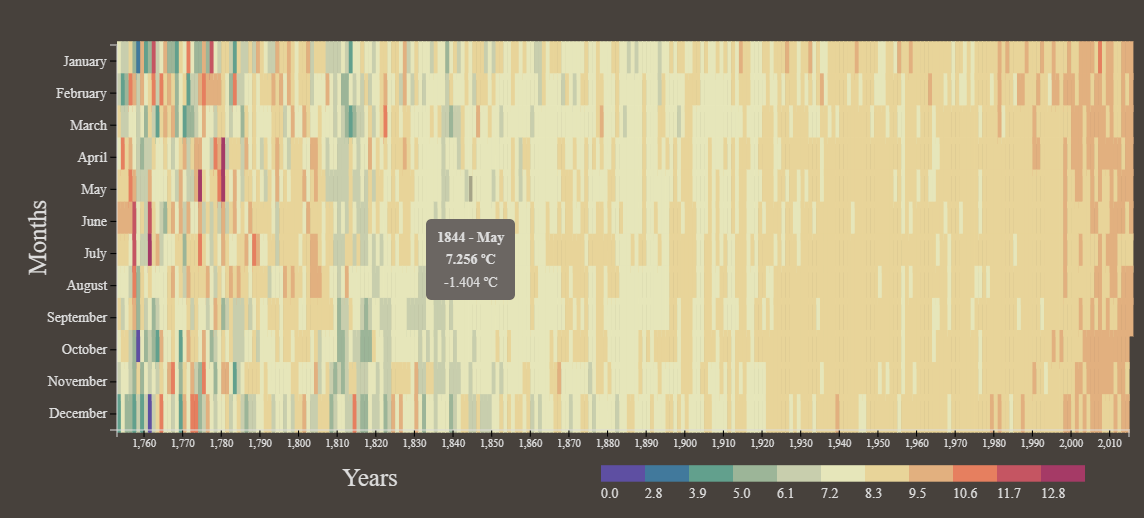 January
February
March
April
May
June
July
August
September
October
November
December
Months
1844 - May
7.256 ℃
-1.404 ℃
1,760 1,770 1,780 1,790 1,800 1,810 1,820 1,830 1,840 1,850 1,860 1,870 1,880 1,890 1,900 1,910 1,920 1,930 1,940 1,950 1,960 1,970 1,980 1,990 2,000 2,010
Years
0.0 2.8 3.9 5.0 6.1 7.2 8.3 9.5 10.6 11.7 12.8